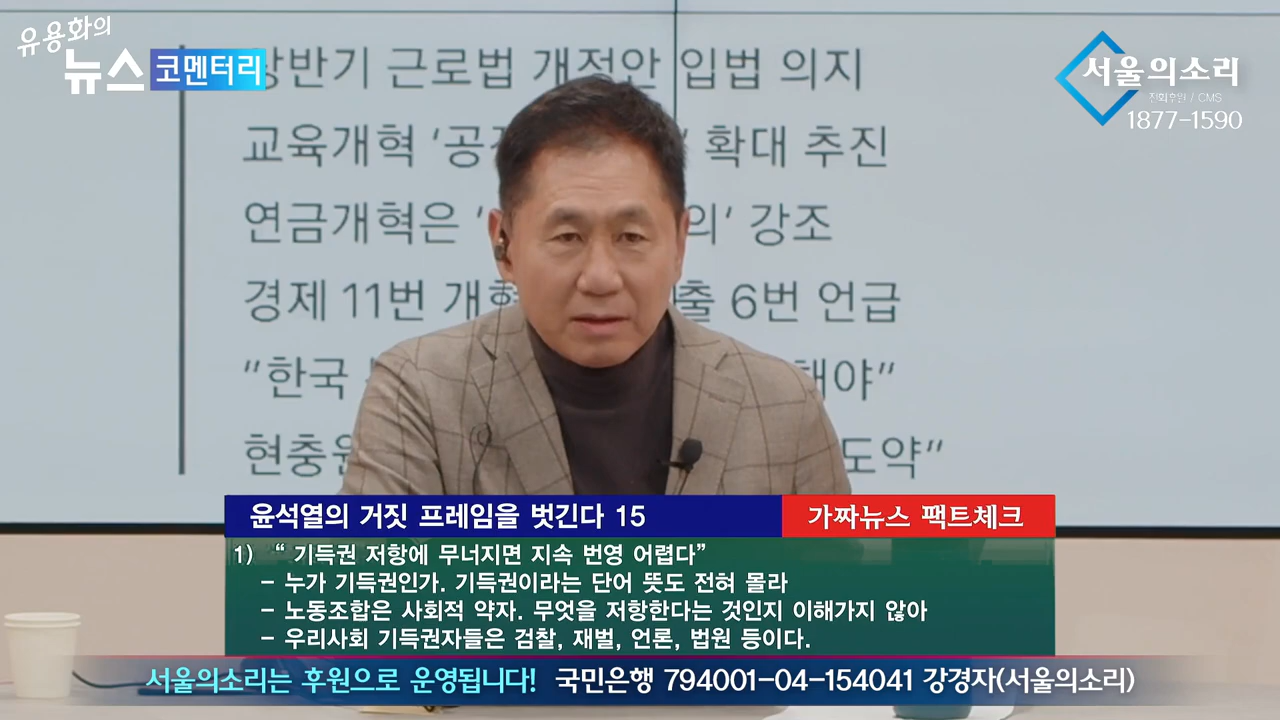 유용화의
뉴스 코멘터리
서울의소리
전화후원 / CMS
1877-1590
상반기 근로법 개정안 입법 의지
교육개혁 ‘ 확대 추진
연금개혁은 ‘ 의‘ 강조
경제 11번 6번 언급
”한국 해야”
도약”
윤석열의 거짓 프레임을 벗긴다 15
가짜뉴스 팩트체크
1) “ 기득권 저항에 무너지면 지속 번영 어렵다”
- 누가 기득권인가. 기득권이라는 단어 뜻도 전혀 몰라
- 노동조합은 사회적 약자. 무엇을 저항한다는 것인지 이해가지 않아
- 우리사회 기득권자들은 검찰, 재벌, 언론, 법원 등이다.
서울의소리는 후원으로 운영됩니다! 국민은행 794001-04-154041 강경자(서울의소리)